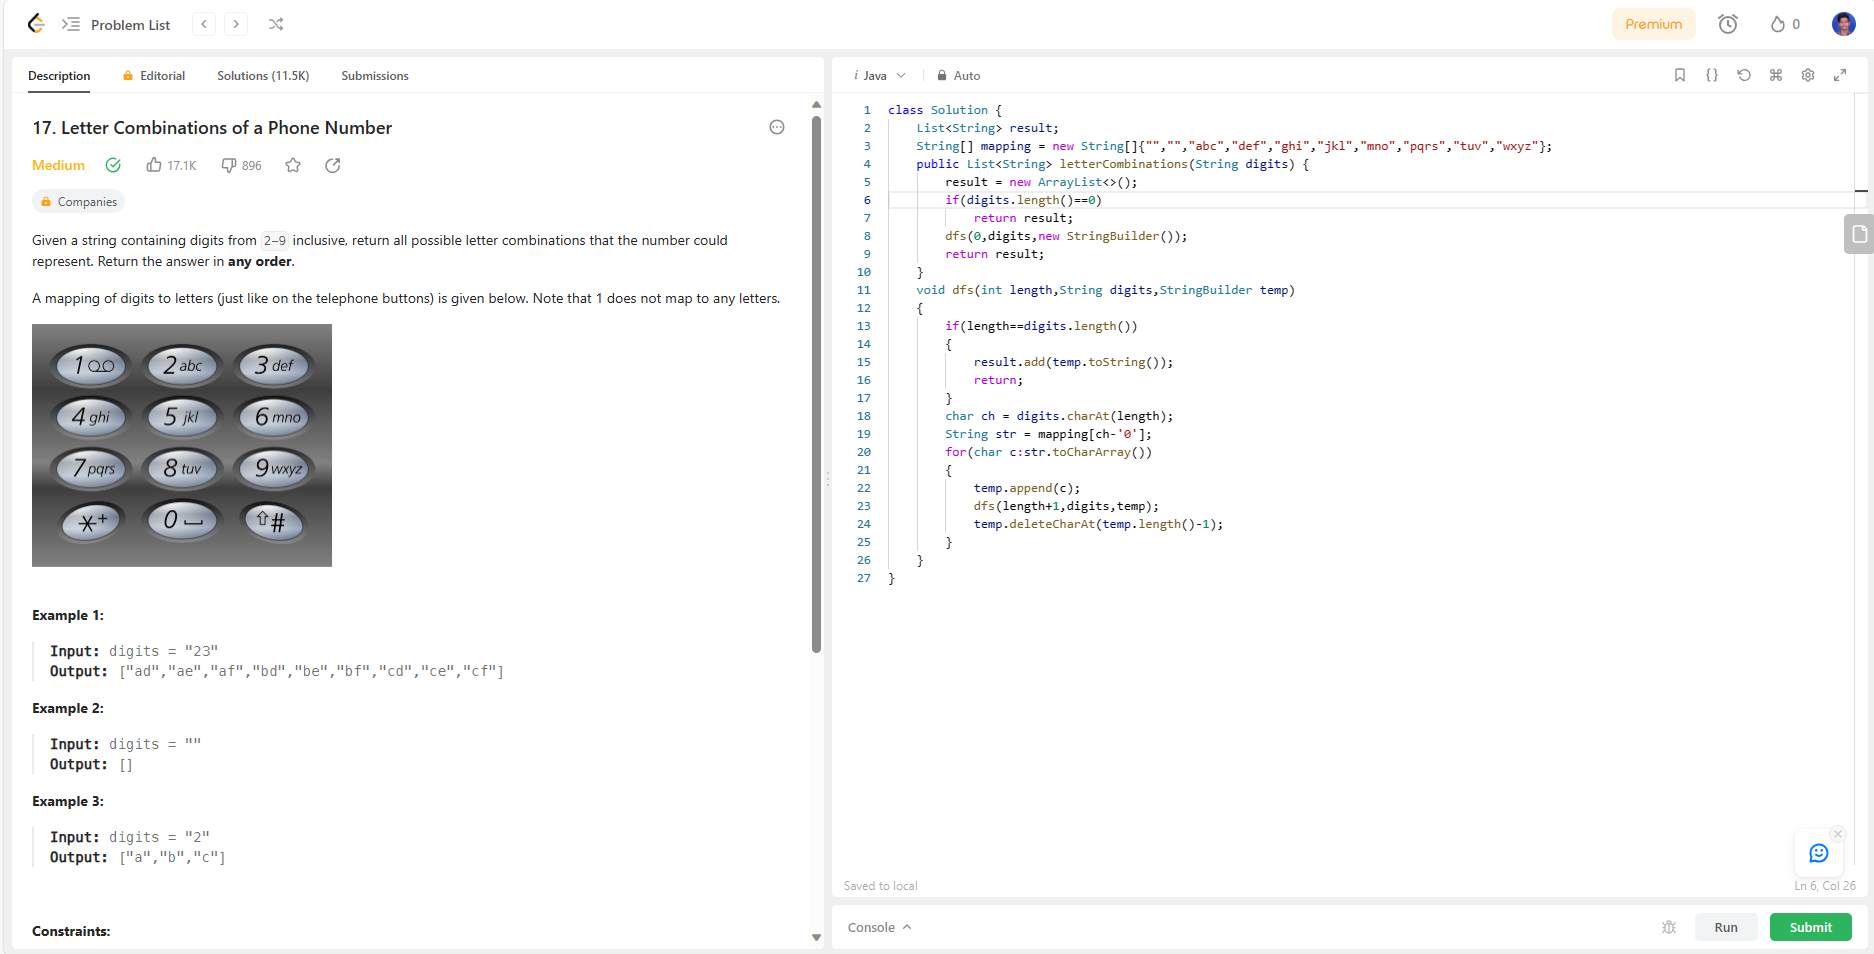 Problem List
Premium
0
Description
Editorial
Solutions (11.5K)
Submissions
17. Letter Combinations of a Phone Number
Medium
17.1K
896
Companies
Given a string containing digits from 2-9 inclusive, return all possible letter combinations that the number could
represent. Return the answer in any order.
A mapping of digits to letters (just like on the telephone buttons) is given below. Note that 1 does not map to any letters.
1 2 abc 3 def
4 ghi 5 jkl 6 mno
7 pqrs 8 tuv 9 wxyz
*+ 0 #
Example 1:
Input: digits = "23"
Output: ["ad","ae","af","bd","be","bf","cd","ce","cf"]
Example 2:
Input: digits = ""
Output: []
Example 3:
Input: digits = "2"
Output: ["a","b","c"]
Constraints:
i Java
Auto
1 class Solution {
2 List<String> result;
3 String[] mapping = new String[]{"","","abc","def","ghi","jkl","mno","pqrs","tuv","wxyz"};
4 public List<String> letterCombinations(String digits) {
5 result = new ArrayList<>();
6 if(digits.length()==0)
7 return result;
8 dfs(0,digits,new StringBuilder());
9 return result;
10 }
11 void dfs(int length,String digits,StringBuilder temp)
12 {
13 if(length==digits.length())
14 {
15 result.add(temp.toString());
16 return;
17 }
18 char ch = digits.charAt(length);
19 String str = mapping[ch-'0'];
20 for(char c:str.toCharArray())
21 {
22 temp.append(c);
23 dfs(length+1,digits,temp);
24 temp.deleteCharAt(temp.length()-1);
25 }
26 }
27 }
Saved to local
Ln 6, Col 26
Console
Run
Submit